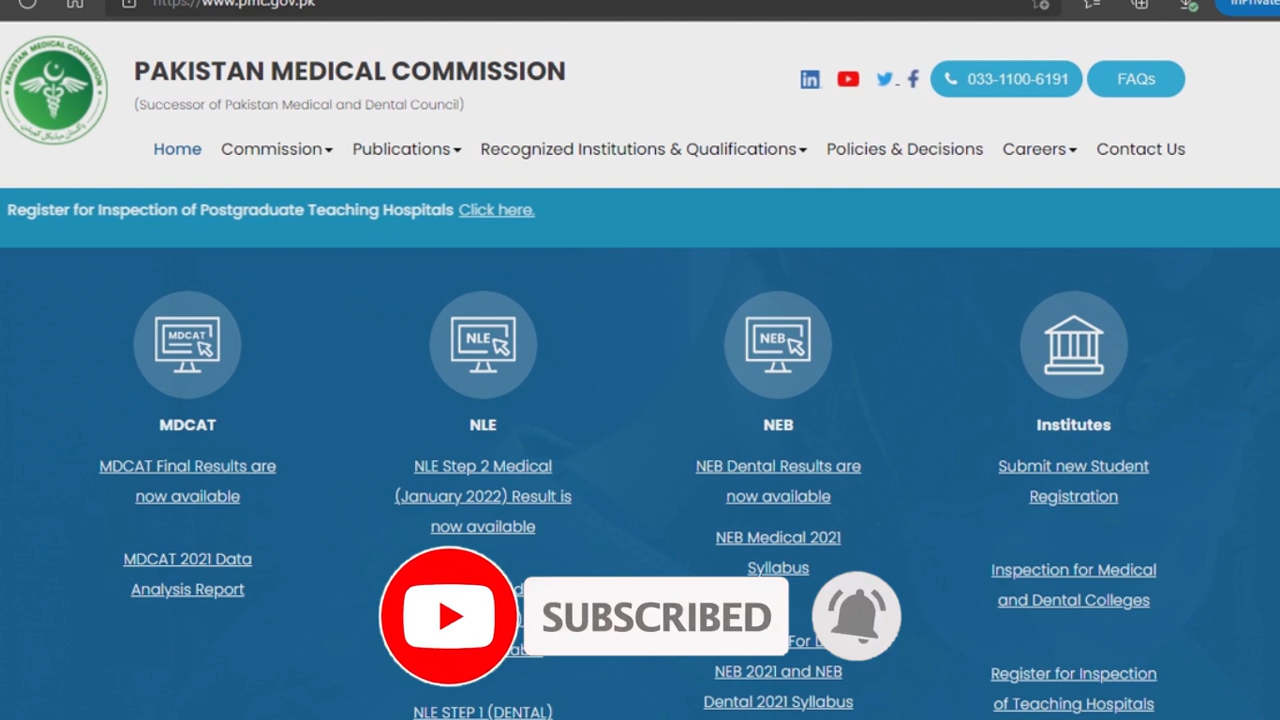 https://www.pmc.gov.pk
InPrivate
PAKISTAN MEDICAL COMMISSION
PAKISTAN MEDICAL COMMISSION
(Successor of Pakistan Medical and Dental Council)
033-1100-6191
FAQs
Home Commission Publications Recognized Institutions & Qualifications Policies & Decisions Careers Contact Us
Register for Inspection of Postgraduate Teaching Hospitals Click here.
MDCAT
MDCAT
MDCAT Final Results are
now available
MDCAT 2021 Data
Analysis Report
NLE
NLE
NLE Step 2 Medical
(January 2022) Result is
now available
NLE STEP 1 (DENTAL)
NEB
NEB
NEB Dental Results are
now available
NEB Medical 2021
Syllabus
For
NEB 2021 and NEB
Dental 2021 Syllabus
Institutes
Submit new Student
Registration
Inspection for Medical
and Dental Colleges
Register for Inspection
of Teaching Hospitals
SUBSCRIBED